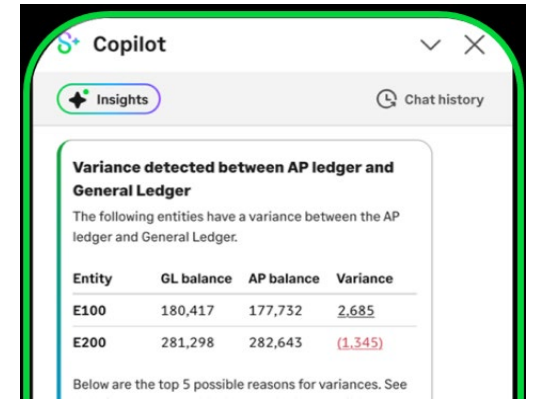 Copilot
Insights
Chat history
Variance detected between AP ledger and
General Ledger
The following entities have a variance between the AP
ledger and General Ledger.
Entity GL balance AP balance Variance
E100 180,417 177,732 2,685
E200 281,298 282,643 (1,345)
Below are the top 5 possible reasons for variances. See